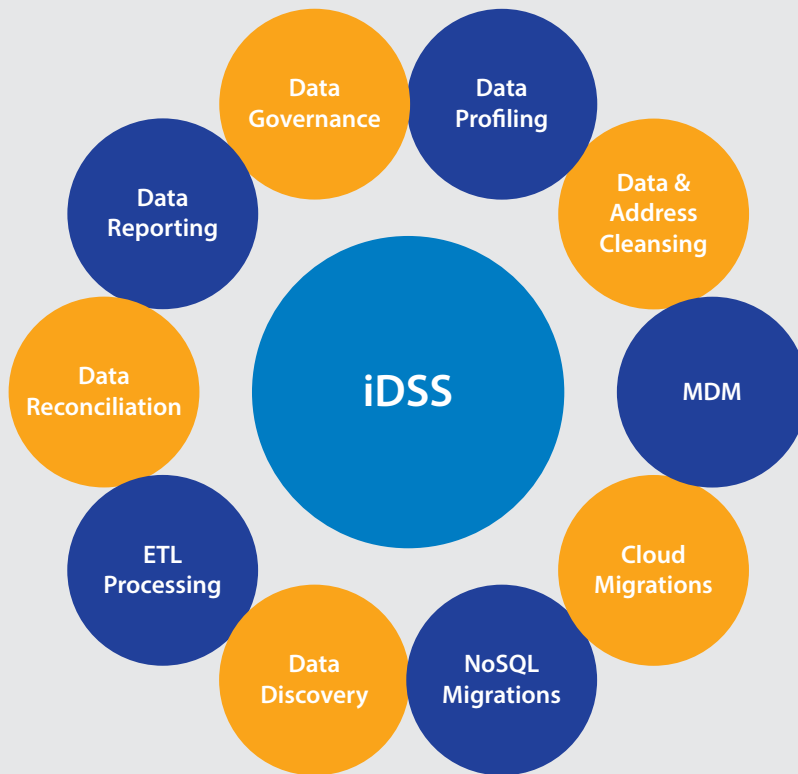 Data
Governance
Data
Profiling
Data &
Address
Cleansing
MDM
Cloud
Migrations
NoSQL
Migrations
Data
Discovery
ETL
Processing
Data
Reconciliation
Data
Reporting
iDSS